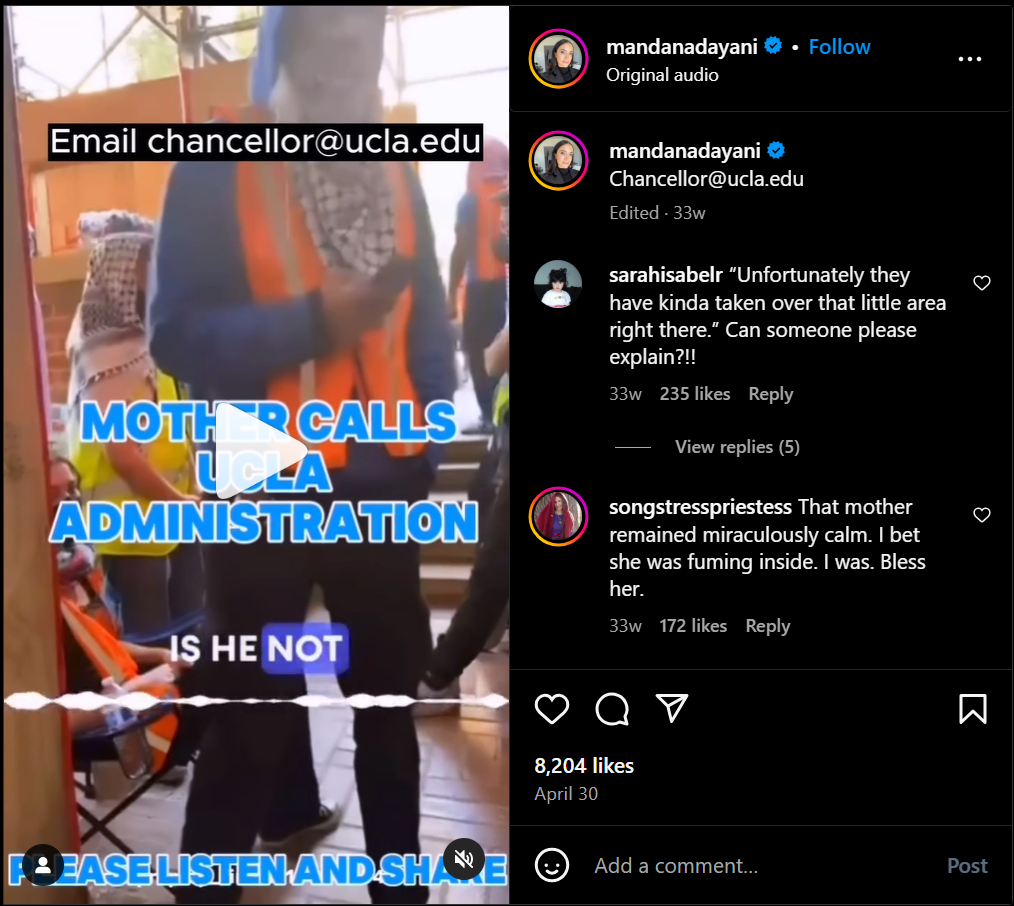 Email chancellor@ucla.edu
MOTHER CALLS
UCLA
ADMINISTRATION
IS HE NOT
PLEASE LISTEN AND SHARE
mandanadayani • Follow
Original audio
mandanadayani
Chancellor@ucla.edu
Edited · 33w
sarahisabelr “Unfortunately they
have kinda taken over that little area
right there.” Can someone please
explain?!!
33w 235 likes Reply
View replies (5)
songstresspriestess That mother
remained miraculously calm. I bet
she was fuming inside. I was. Bless
her.
33w 172 likes Reply
8,204 likes
April 30
Add a comment...
Post